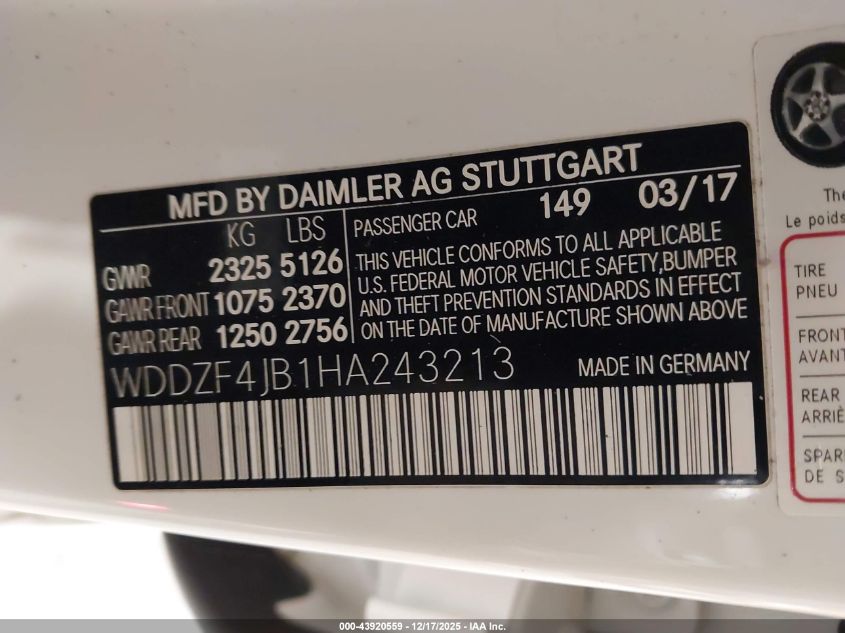 MFD BY DAIMLER AG STUTTGART
KG LBS
GVWR 2325 5126
GAWR FRONT 1075 2370
GAWR REAR 1250 2756
PASSENGER CAR 149 03/17
THIS VEHICLE CONFORMS TO ALL APPLICABLE
U.S. FEDERAL MOTOR VEHICLE SAFETY,BUMPER
AND THEFT PREVENTION STANDARDS IN EFFECT
ON THE DATE OF MANUFACTURE SHOWN ABOVE
WDDZF4JB1HA243213
MADE IN GERMANY
The
Le poids
TIRE
PNEU
FRONT
AVANT
REAR
ARRIÈ
SPAR
DE S
000-43920559 - 12/17/2025 - IAA Inc.